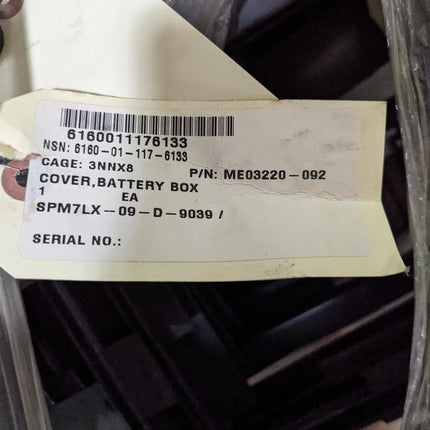 6160011176133
NSN: 6160-01-117-6133
CAGE: 3NNX8 P/N: ME03220-092
COVER,BATTERY BOX
1 EA
SPM7LX-09-D-9039 /
SERIAL NO.: